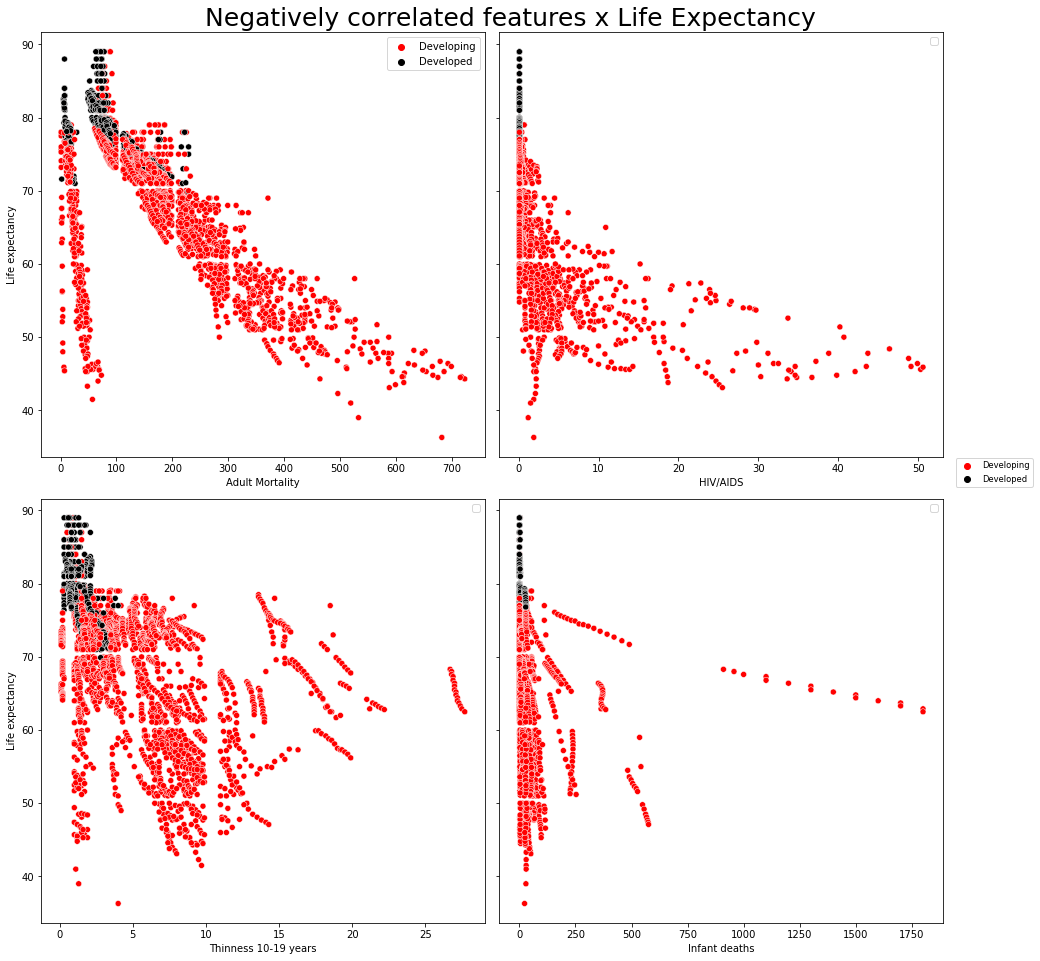 Negatively correlated features x Life Expectancy
90
80
70
60
50
40
Life expectancy
0 100 200 300 400 500 600 700
Adult Mortality
Developing
Developed
0 10 20 30 40 50
HIV/AIDS
Developing
Developed
90
80
70
60
50
40
Life expectancy
0 5 10 15 20 25
Thinness 10-19 years
0 250 500 750 1000 1250 1500 1750
Infant deaths